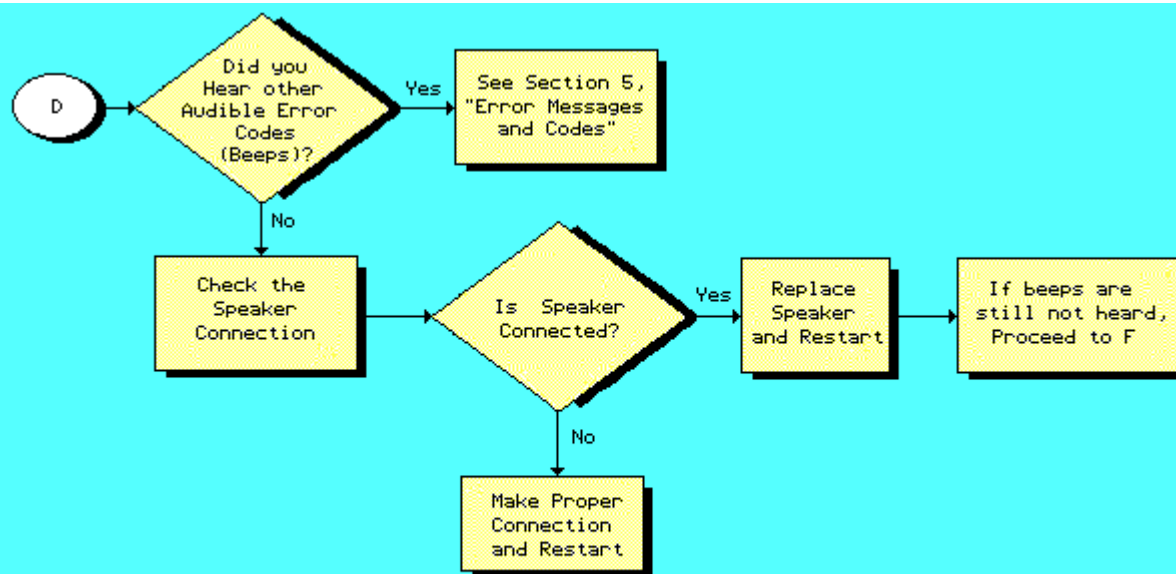 D
Did you
Hear other
Audible Error
Codes
(Beeps)?
Yes
See Section 5,
"Error Messages
and Codes"
No
Check the
Speaker
Connection
Is Speaker
Connected?
Yes
Replace
Speaker
and Restart
If beeps are
still not heard,
Proceed to F
No
Make Proper
Connection
and Restart